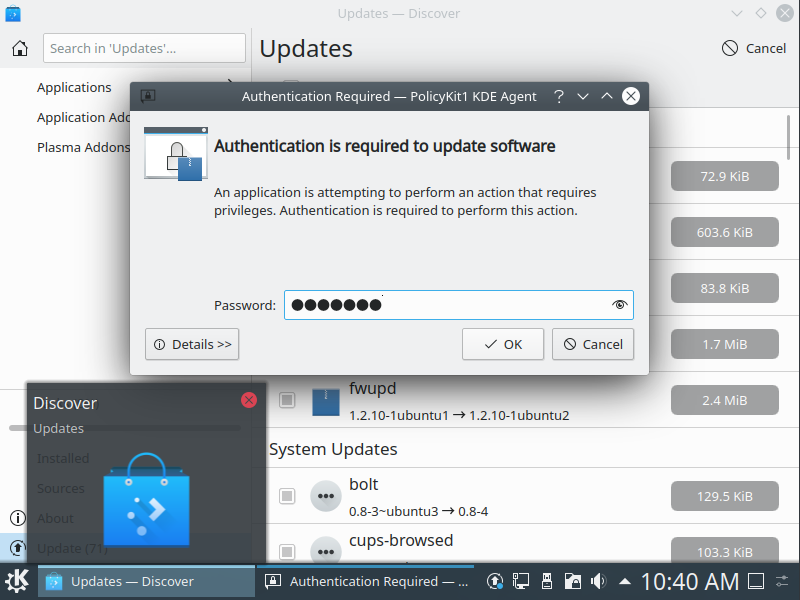 Updates — Discover
Search in 'Updates'...
Updates
Cancel
Applications
Application Add
Plasma Addons
Authentication Required — PolicyKit1 KDE Agent
Authentication is required to update software
An application is attempting to perform an action that requires
privileges. Authentication is required to perform this action.
Password:
Details >>
OK
Cancel
72.9 KiB
603.6 KiB
83.8 KiB
1.7 MiB
fwupd
1.2.10-1ubuntu1 → 1.2.10-1ubuntu2
2.4 MiB
System Updates
bolt
0.8-3~ubuntu3 → 0.8-4
129.5 KiB
cups-browsed
103.3 KiB
Discover
Updates
Installed
Sources
About
Update (71)
Updates — Discover
Authentication Required — ...
10:40 AM